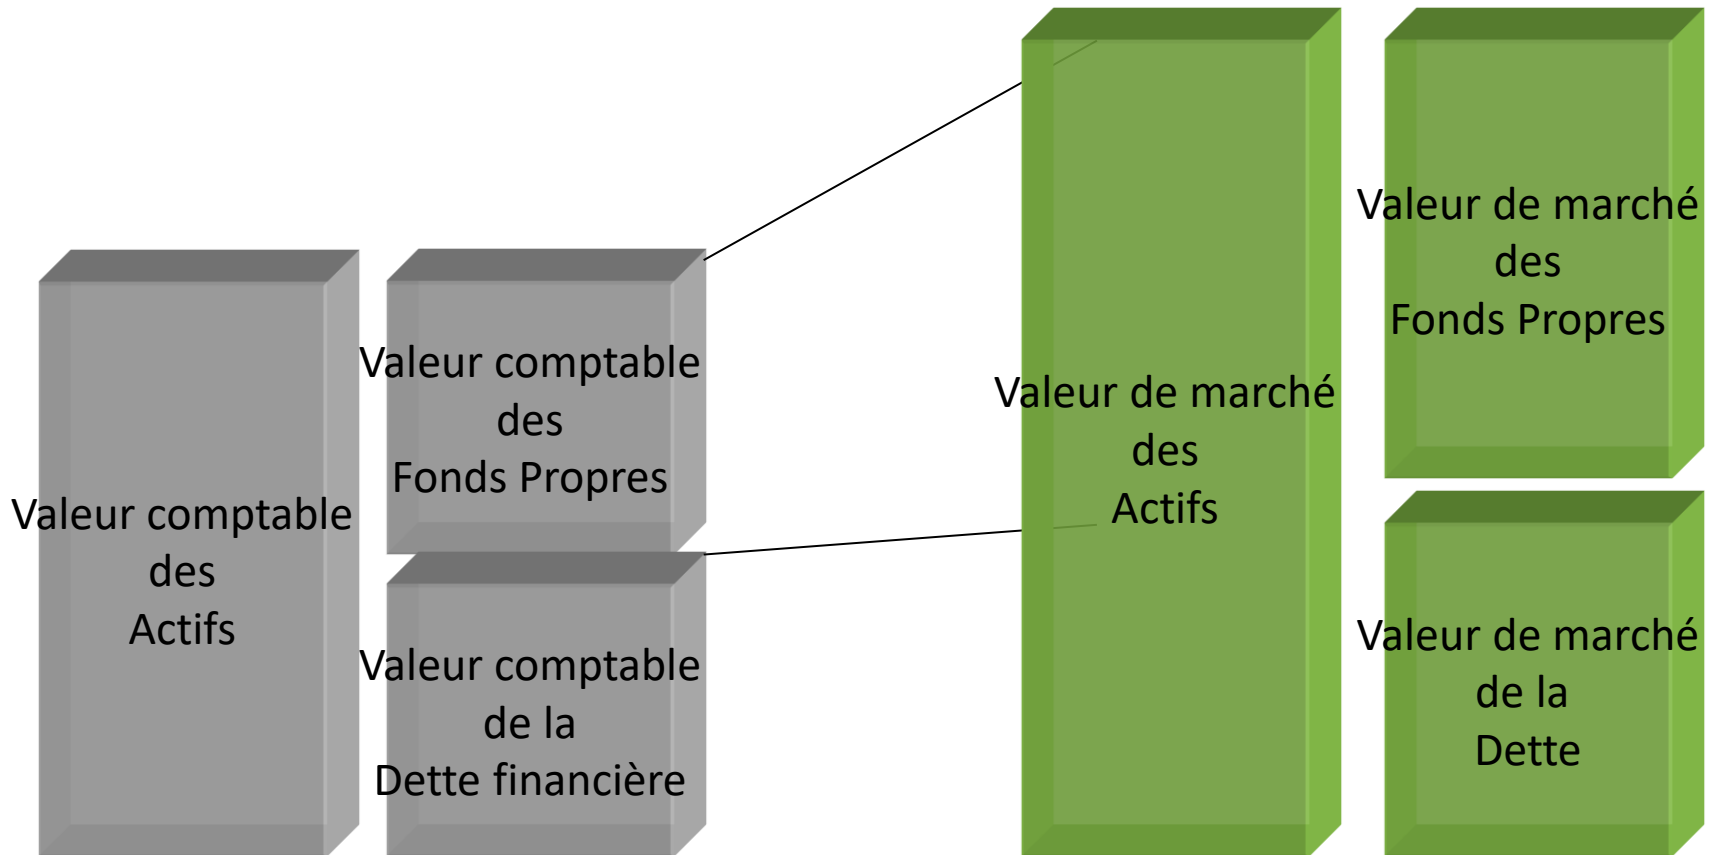 Valeur comptable
des
Actifs
Valeur comptable
des
Fonds Propres
Valeur comptable
de la
Dette financière
Valeur de marché
des
Actifs
Valeur de marché
des
Fonds Propres
Valeur de marché
de la
Dette